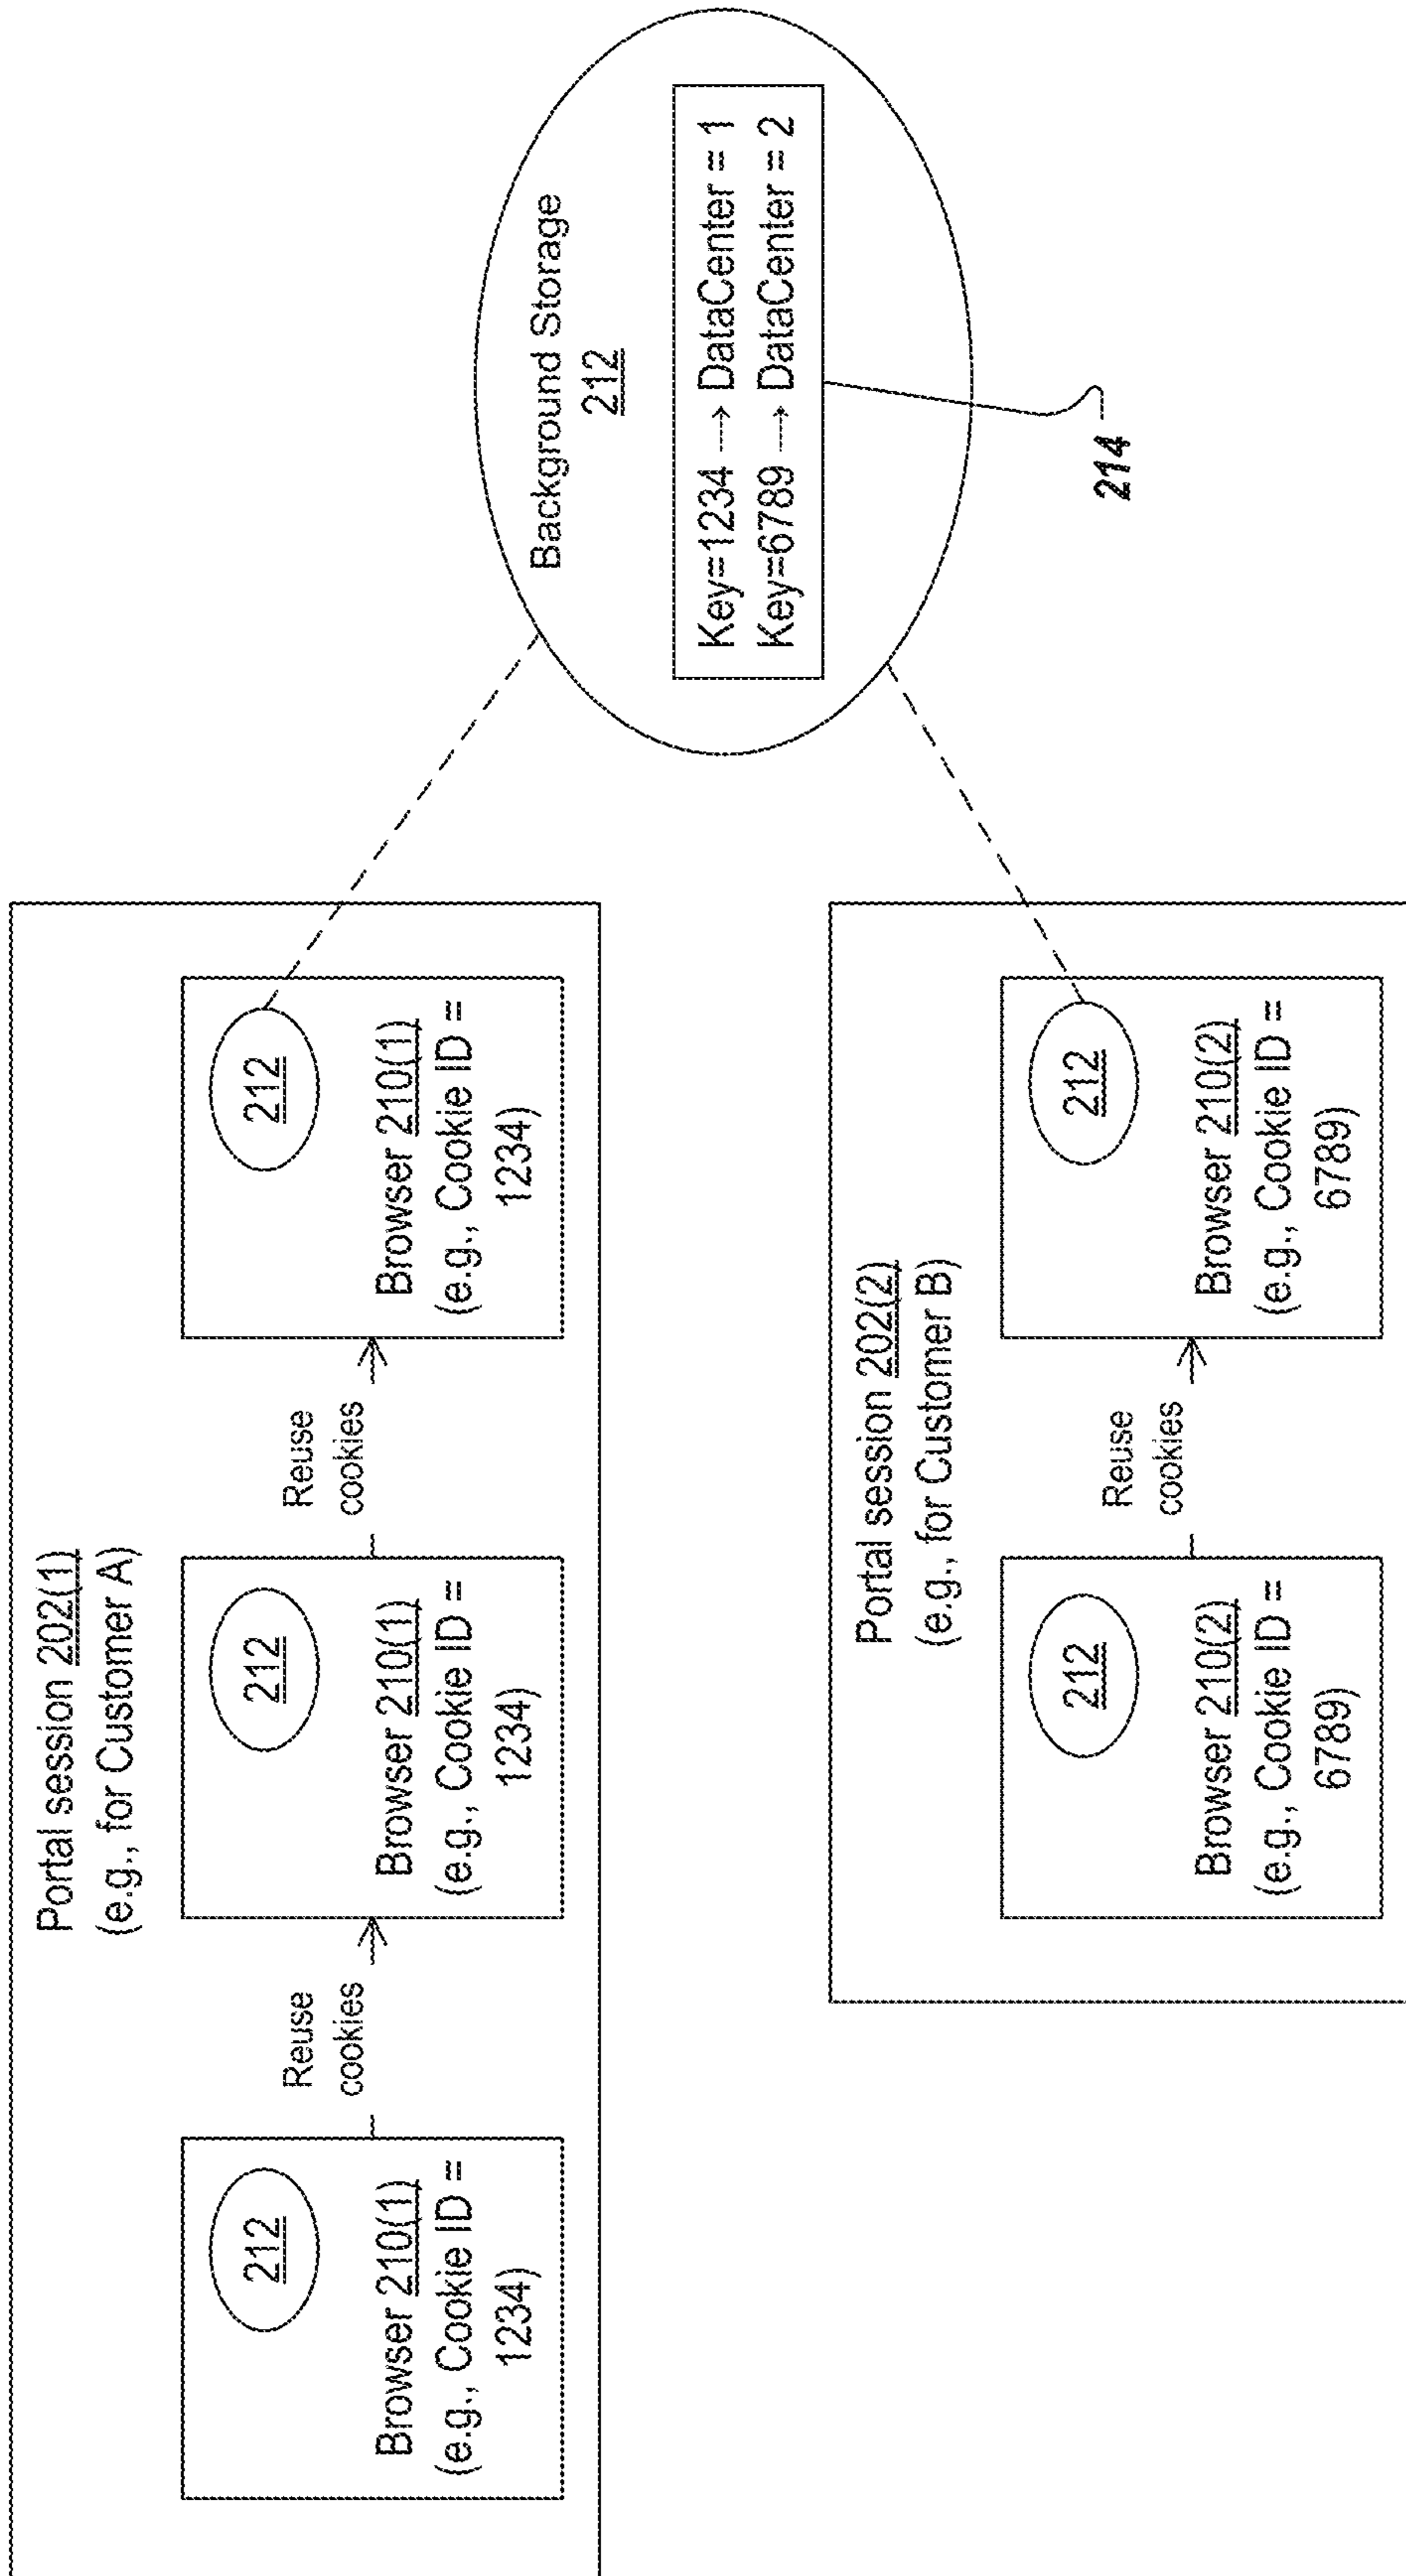 Portal session 202(1)
(e.g., for Customer A)
212
Browser 210(1)
(e.g., Cookie ID =
1234)
Reuse
cookies
212
Browser 210(1)
(e.g., Cookie ID =
1234)
Reuse
cookies
212
Browser 210(1)
(e.g., Cookie ID =
1234)
Background Storage
212
Key=1234 → DataCenter = 1
Key=6789 → DataCenter = 2
214
Portal session 202(2)
(e.g., for Customer B)
212
Browser 210(2)
(e.g., Cookie ID =
6789)
Reuse
cookies
212
Browser 210(2)
(e.g., Cookie ID =
6789)